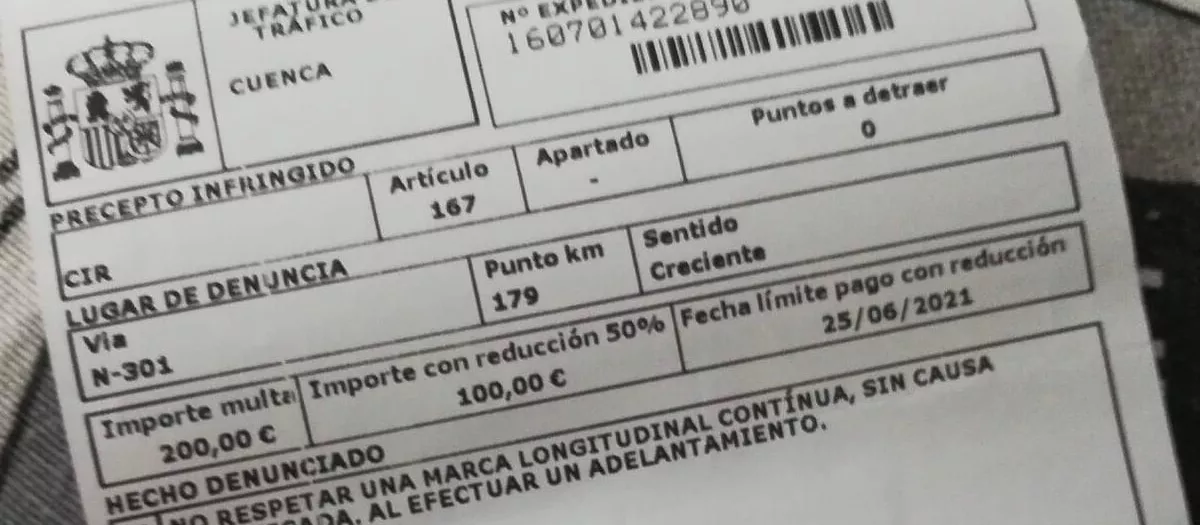 JEFATURA
TRÁFICO
CUENCA
Nº
160701422890
PRECEPTO INFRINGIDO
CIR
Artículo
167
Apartado
-
Puntos a detraer
0
LUGAR DE DENUNCIA
Vía
N-301
Punto km
179
Sentido
Creciente
Importe multa
200,00 €
Importe con reducción 50%
100,00 €
Fecha límite pago con reducción
25/06/2021
HECHO DENUNCIADO
NO RESPETAR UNA MARCA LONGITUDINAL CONTÍNUA, SIN CAUSA
AL EFECTUAR UN ADELANTAMIENTO.